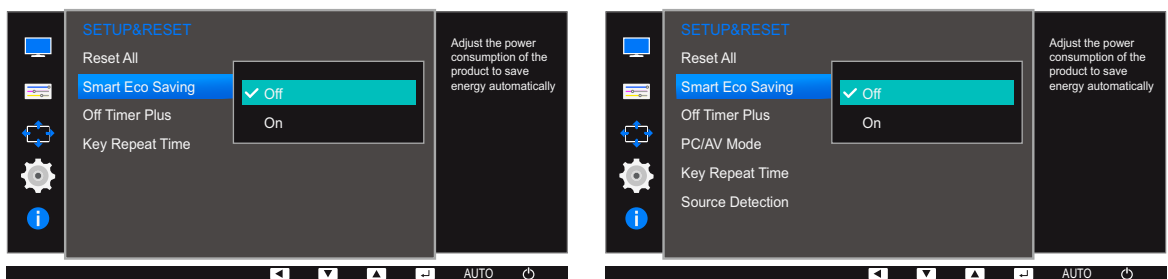 SETUP&RESET
Reset All
Smart Eco Saving
Off Timer Plus
Key Repeat Time
Off
On
Adjust the power
consumption of the
product to save
energy automatically
AUTO
SETUP&RESET
Reset All
Smart Eco Saving
Off Timer Plus
PC/AV Mode
Key Repeat Time
Source Detection
Off
On
Adjust the power
consumption of the
product to save
energy automatically
AUTO